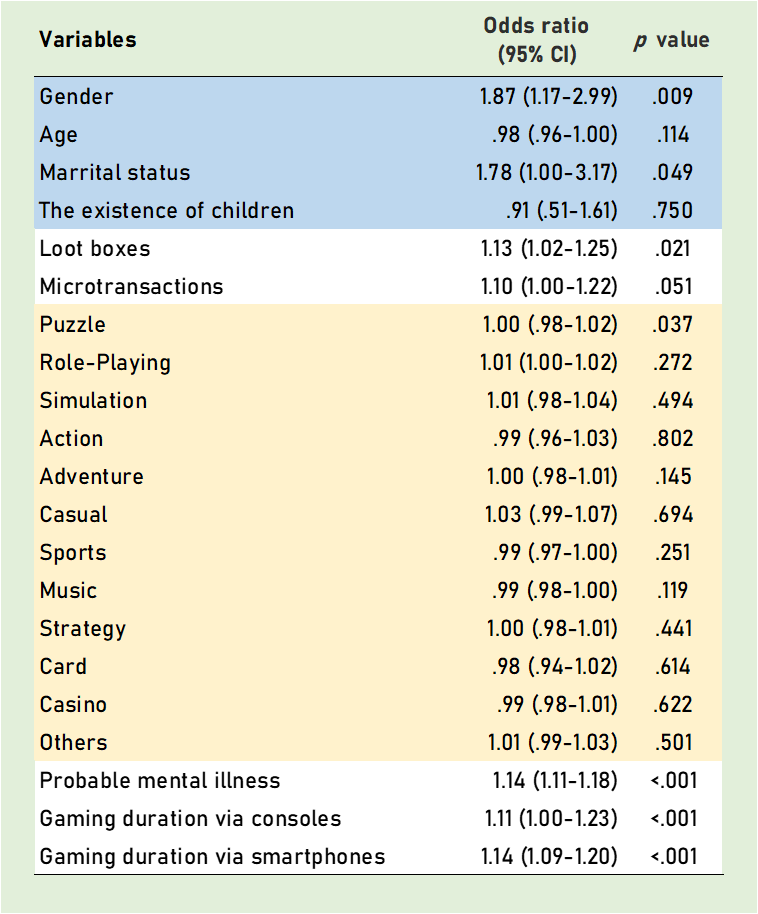 Variables Odds ratio (95% CI) p value
Gender 1.87 (1.17-2.99) .009
Age .98 (.96-1.00) .114
Marrital status 1.78 (1.00-3.17) .049
The existence of children .91 (.51-1.61) .750
Loot boxes 1.13 (1.02-1.25) .021
Microtransactions 1.10 (1.00-1.22) .051
Puzzle 1.00 (.98-1.02) .037
Role-Playing 1.01 (1.00-1.02) .272
Simulation 1.01 (.98-1.04) .494
Action .99 (.96-1.03) .802
Adventure 1.00 (.98-1.01) .145
Casual 1.03 (.99-1.07) .694
Sports .99 (.97-1.00) .251
Music .99 (.98-1.00) .119
Strategy 1.00 (.98-1.01) .441
Card .98 (.94-1.02) .614
Casino .99 (.98-1.01) .622
Others 1.01 (.99-1.03) .501
Probable mental illness 1.14 (1.11-1.18) <.001
Gaming duration via consoles 1.11 (1.00-1.23) <.001
Gaming duration via smartphones 1.14 (1.09-1.20) <.001